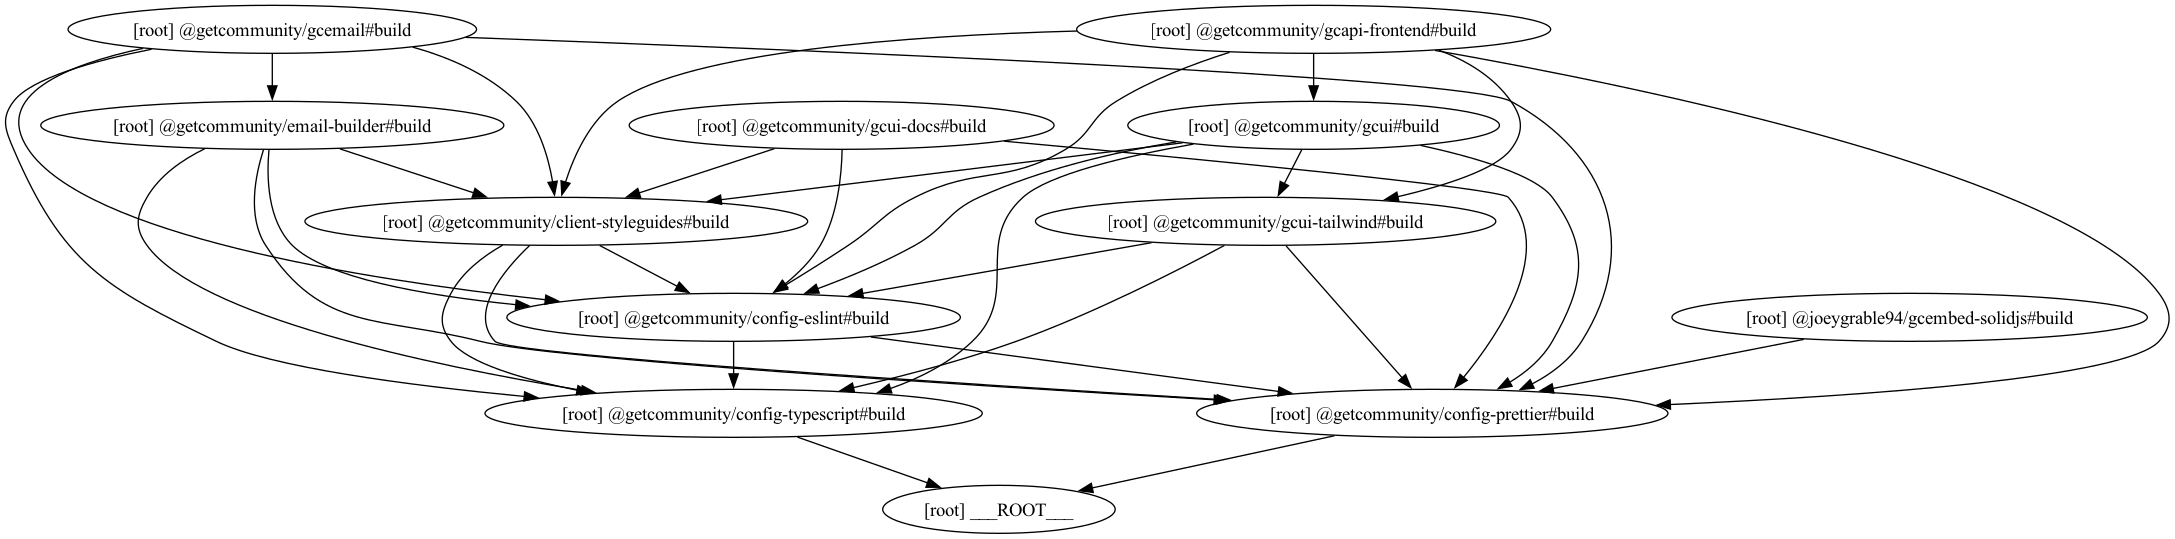 [root] @getcommunity/gcemail#build
[root] @getcommunity/gcapi-frontend#build
[root] @getcommunity/email-builder#build
[root] @getcommunity/gcui-docs#build
[root] @getcommunity/gcui#build
[root] @getcommunity/client-styleguides#build
[root] @getcommunity/gcui-tailwind#build
[root] @getcommunity/config-eslint#build
[root] @joeygrable94/gcembed-solidjs#build
[root] @getcommunity/config-typescript#build
[root] @getcommunity/config-prettier#build
[root] ___ROOT___